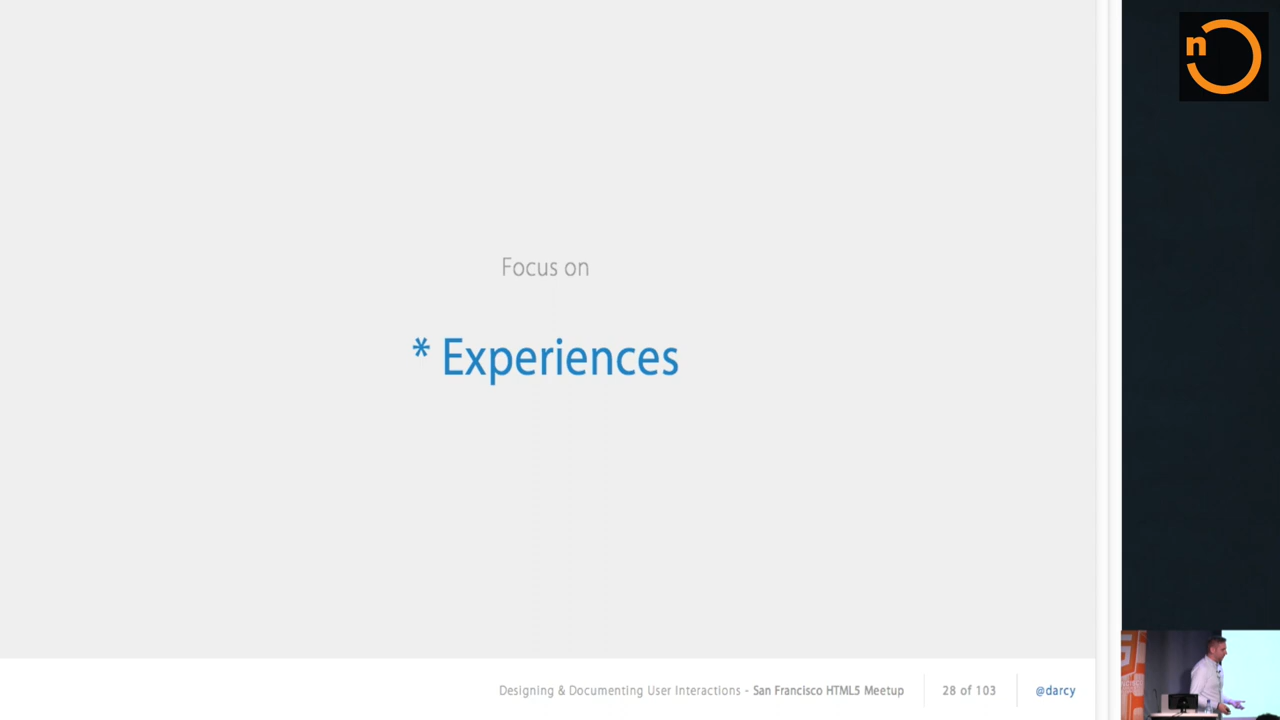 n
Focus on
* Experiences
Designing & Documenting User Interactions - San Francisco HTML5 Meetup
28 of 103
@darcy